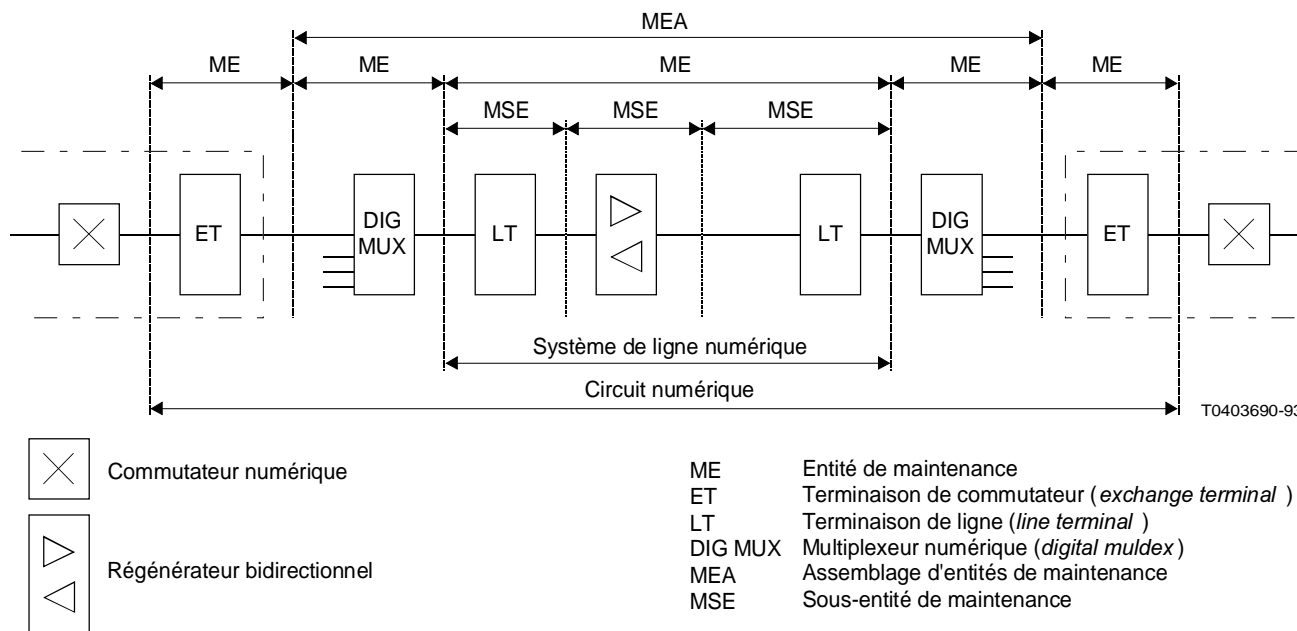 MEA
ME ME ME ME ME
MSE MSE MSE
ET DIG MUX LT LT DIG MUX ET
Système de ligne numérique
Circuit numérique
T0403690-93
Commutateur numérique
Régénérateur bidirectionnel
ME Entité de maintenance
ET Terminaison de commutateur (exchange terminal )
LT Terminaison de ligne (line terminal )
DIG MUX Multiplexeur numérique (digital muldex)
MEA Assemblage d'entités de maintenance
MSE Sous-entité de maintenance